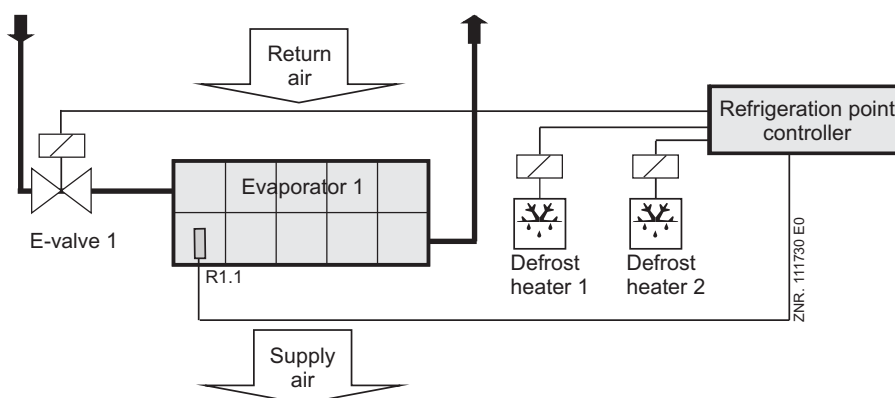 Return
air
Refrigeration point
controller
Evaporator 1
E-valve 1
R1.1
Defrost
heater 1
Defrost
heater 2
ZNR. 111730 E0
Supply
air